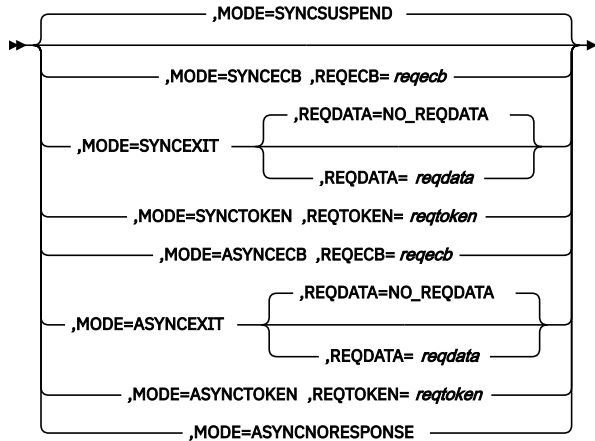 ,MODE=SYNCSUSPEND
,MODE=SYNCECB ,REQECB= reqecb
,REQDATA=NO_REQDATA
,MODE=SYNCEXIT
,REQDATA= reqdata
,MODE=SYNCTOKEN ,REQTOKEN= reqtoken
,MODE=ASYNCECB ,REQECB= reqecb
,REQDATA=NO_REQDATA
,MODE=ASYNCEXIT
,REQDATA= reqdata
,MODE=ASYNCTOKEN ,REQTOKEN= reqtoken
,MODE=ASYNCNORESPONSE